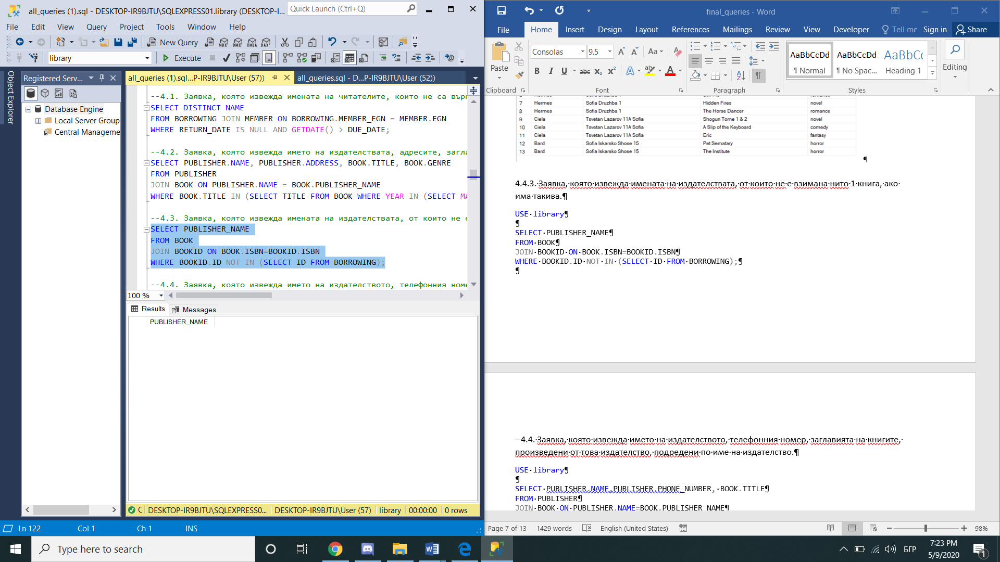 all_queries (1).sql - DESKTOP-IR9BJTU\SQLEXPRESS01.library (DESKTOP-I...
Quick Launch (Ctrl+Q)
File Edit View Query Project Tools Window Help
New Query
library
Execute
Object Explorer
Registered Serv...
Database Engine
Local Server Group
Central Manageme
all_queries (1).sql...P-IR9BJTU\User (57))
all_queries.sql - D...P-IR9BJTU\User (52))
--4.1. Заявка, която извежда имената на читателите, които не са върн
SELECT DISTINCT NAME
FROM BORROWING JOIN MEMBER ON BORROWING.MEMBER_EGN = MEMBER.EGN
WHERE RETURN_DATE IS NULL AND GETDATE() > DUE_DATE;
--4.2. Заявка, която извежда името на издателствата, адресите, загла
SELECT PUBLISHER.NAME, PUBLISHER.ADDRESS, BOOK.TITLE, BOOK.GENRE
FROM PUBLISHER
JOIN BOOK ON PUBLISHER.NAME = BOOK.PUBLISHER_NAME
WHERE BOOK.TITLE IN (SELECT TITLE FROM BOOK WHERE YEAR IN (SELECT MA
--4.3. Заявка, която извежда имената на издателствата, от които не е
SELECT PUBLISHER_NAME
FROM BOOK
JOIN BOOKID ON BOOK.ISBN=BOOKID.ISBN
WHERE BOOKID.ID NOT IN (SELECT ID FROM BORROWING);
--4.4. Заявка, която извежда името на издателството, телефонния номе
100 %
Results Messages
PUBLISHER_NAME
DESKTOP-IR9BJTU\SQLEXPRESS0... DESKTOP-IR9BJTU\User (57) library 00:00:00 0 rows
Ln 122 Col 1 Ch 1 INS
final_queries - Word
File Home Insert Design Layout References Mailings Review View Developer Tell me Sign in Share
Paste
Clipboard
Consolas 9.5
Font
Paragraph
AaBbCcDd AaBbCcDd AaBbCc
¶ Normal ¶ No Spac... Heading 1
Styles
Editing
7 Hermes Sofia Druzhba 1 Hidden Fires novel
8 Hermes Sofia Druzhba 1 The Horse Dancer romance
9 Ciela Tsvetan Lazarov 11A Sofia Shogun Tome 1 & 2 novel
10 Ciela Tsvetan Lazarov 11A Sofia A Slip of the Keyboard comedy
11 Ciela Tsvetan Lazarov 11A Sofia Eric fantasy
12 Bard Sofia Iskarsko Shose 15 Pet Sematary horror
13 Bard Sofia Iskarsko Shose 15 The Institute horror
¶
4.4.3.·Заявка,·която·извежда·имената·на·издателствата,·от·които·не·е·взимана·нито·1·книга,·ако·
има·такива.¶
USE·library¶
¶
SELECT·PUBLISHER_NAME¶
FROM·BOOK¶
JOIN·BOOKID·ON·BOOK.ISBN=BOOKID.ISBN¶
WHERE·BOOKID.ID·NOT·IN·(SELECT·ID·FROM·BORROWING);¶
¶
--4.4.·Заявка,·която·извежда·името·на·издателството,·телефонния·номер,·заглавията·на·книгите,·
произведени·от·това·издателство,·подредени·по·име·на·издателство.¶
USE·library¶
¶
SELECT·PUBLISHER.NAME,PUBLISHER.PHONE_NUMBER,·BOOK.TITLE¶
FROM·PUBLISHER¶
JOIN·BOOK·ON·PUBLISHER.NAME=BOOK.PUBLISHER_NAME¶
Page 7 of 13 1429 words English (United States) 98%
Type here to search
БГР
7:23 PM
5/9/2020
1